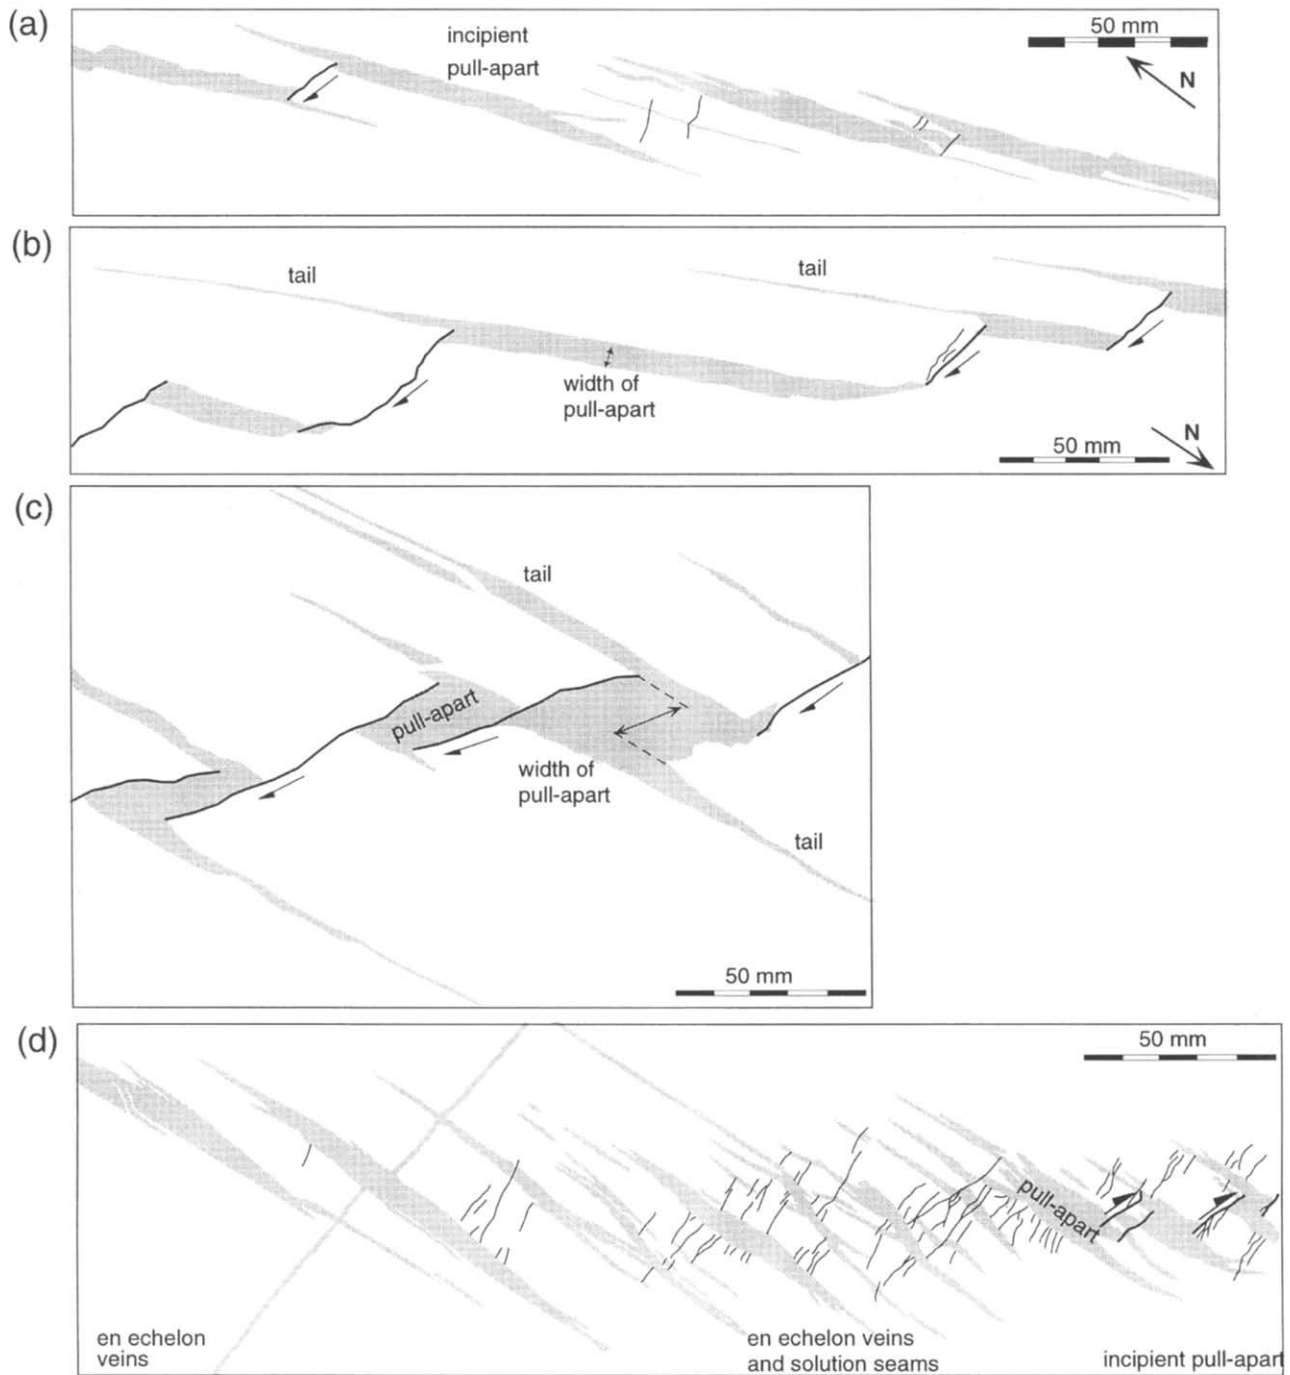 (a)
incipient
pull-apart
50 mm
N
(b)
tail
tail
width of
pull-apart
50 mm
N
(c)
tail
pull-apart
width of
pull-apart
tail
50 mm
(d)
50 mm
pull-apart
en echelon
veins
en echelon veins
and solution seams
incipient pull-apart